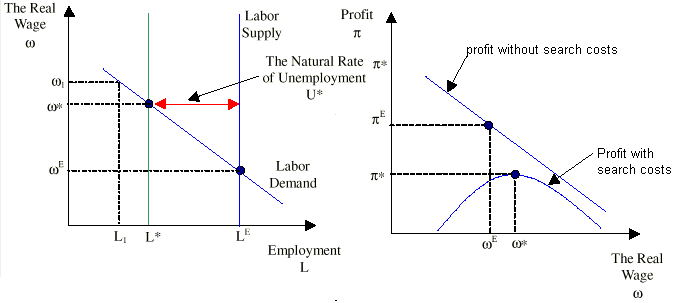 The Real
Wage
ω
Labor
Supply
The Natural Rate
of Unemployment
U*
ω₁
ω*
ωᴱ
Labor
Demand
L₁
L*
Lᴱ
Employment
L
Profit
π
π*
profit without search costs
πᴱ
Profit with
search costs
π*
ωᴱ
ω*
The Real
Wage
ω